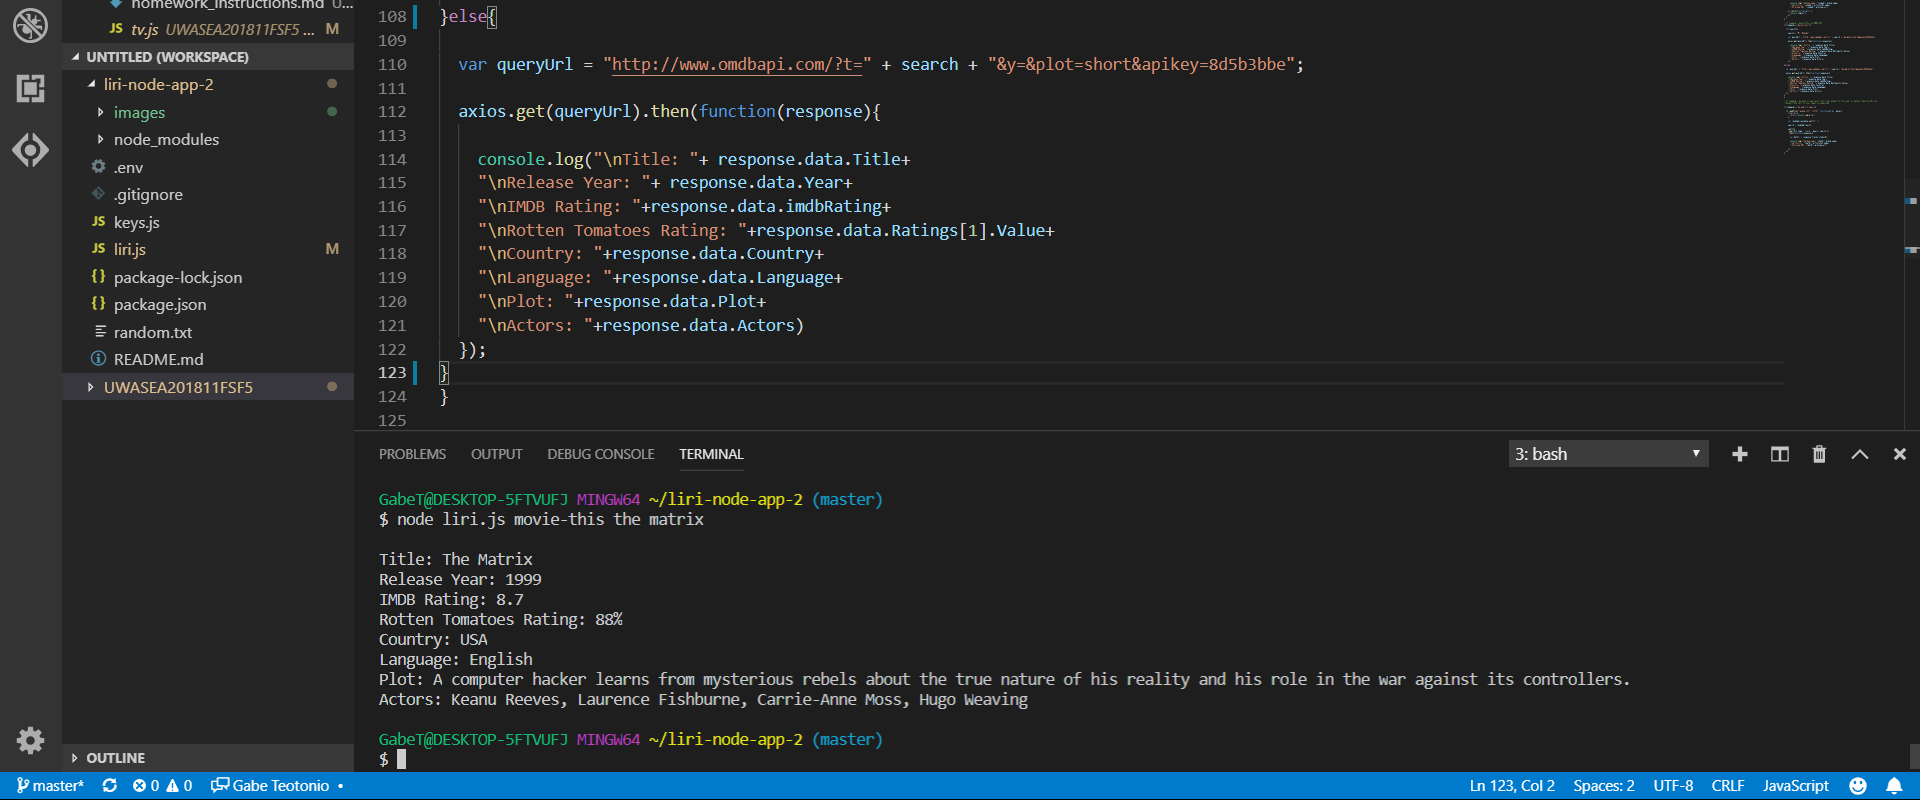 homework_instructions.md U...
JS tv.js UWASEA201811FSF5 ... M
UNTITLED (WORKSPACE)
liri-node-app-2
images
node_modules
.env
.gitignore
JS keys.js
JS liri.js M
{} package-lock.json
{} package.json
random.txt
README.md
UWASEA201811FSF5
OUTLINE
108 }else{
109
110 var queryUrl = "http://www.omdbapi.com/?t=" + search + "&y=&plot=short&apikey=8d5b3bbe";
111
112 axios.get(queryUrl).then(function(response){
113
114 console.log("\nTitle: "+ response.data.Title+
115 "\nRelease Year: "+ response.data.Year+
116 "\nIMDB Rating: "+response.data.imdbRating+
117 "\nRotten Tomatoes Rating: "+response.data.Ratings[1].Value+
118 "\nCountry: "+response.data.Country+
119 "\nLanguage: "+response.data.Language+
120 "\nPlot: "+response.data.Plot+
121 "\nActors: "+response.data.Actors)
122 });
123 }
124 }
125
PROBLEMS OUTPUT DEBUG CONSOLE TERMINAL 3: bash
GabeT@DESKTOP-5FTVUFJ MINGW64 ~/liri-node-app-2 (master)
$ node liri.js movie-this the matrix
Title: The Matrix
Release Year: 1999
IMDB Rating: 8.7
Rotten Tomatoes Rating: 88%
Country: USA
Language: English
Plot: A computer hacker learns from mysterious rebels about the true nature of his reality and his role in the war against its controllers.
Actors: Keanu Reeves, Laurence Fishburne, Carrie-Anne Moss, Hugo Weaving
GabeT@DESKTOP-5FTVUFJ MINGW64 ~/liri-node-app-2 (master)
$
master* 0 0 Gabe Teotonio • Ln 123, Col 2 Spaces: 2 UTF-8 CRLF JavaScript